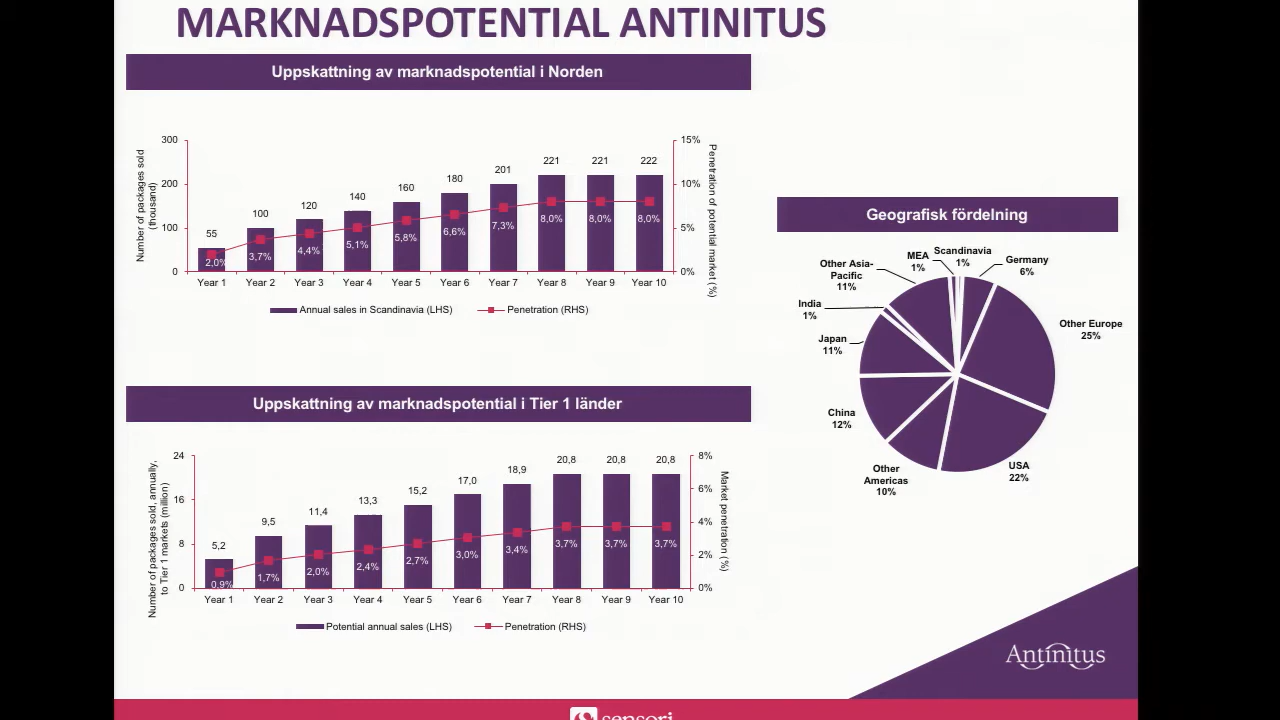 MARKNADSPOTENTIAL ANTINITUS
Uppskattning av marknadspotential i Norden
Number of packages sold
(thousand)
300
200
100
0
55
100
120
140
160
180
201
221
221
222
2,0%
3,7%
4,4%
5,1%
5,8%
6,6%
7,3%
8,0%
8,0%
8,0%
15%
10%
5%
0%
Penetration of potential market (%)
Year 1
Year 2
Year 3
Year 4
Year 5
Year 6
Year 7
Year 8
Year 9
Year 10
Annual sales in Scandinavia (LHS)
Penetration (RHS)
Uppskattning av marknadspotential i Tier 1 länder
Number of packages sold, annually,
to Tier 1 markets (million)
24
16
8
0
5,2
9,5
11,4
13,3
15,2
17,0
18,9
20,8
20,8
20,8
0,9%
1,7%
2,0%
2,4%
2,7%
3,0%
3,4%
3,7%
3,7%
3,7%
8%
6%
4%
2%
0%
Market penetration (%)
Year 1
Year 2
Year 3
Year 4
Year 5
Year 6
Year 7
Year 8
Year 9
Year 10
Potential annual sales (LHS)
Penetration (RHS)
Geografisk fördelning
Scandinavia
1%
Germany
6%
Other Europe
25%
USA
22%
Other
Americas
10%
China
12%
Japan
11%
India
1%
Other Asia-
Pacific
11%
MEA
1%
Antinitus
sensori